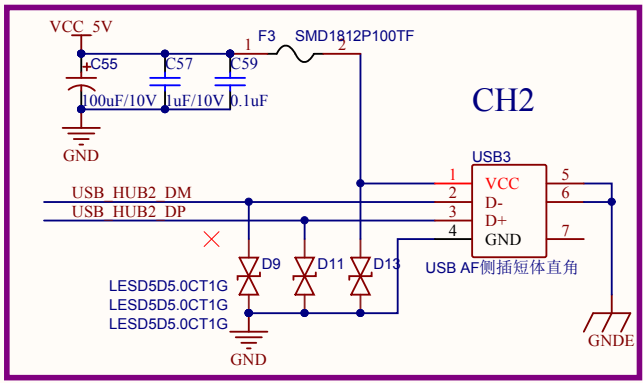 VCC_5V
F3 SMD1812P100TF
1 2
+ C55 C57 C59
100uF/10V 1uF/10V 0.1uF
GND
CH2
USB3
1 VCC 5
2 D- 6
3 D+ 7
4 GND
USB AF侧插短体直角
USB_HUB2_DM
USB_HUB2_DP
D9 D11 D13
LESD5D5.0CT1G
LESD5D5.0CT1G
LESD5D5.0CT1G
GND
GNDE